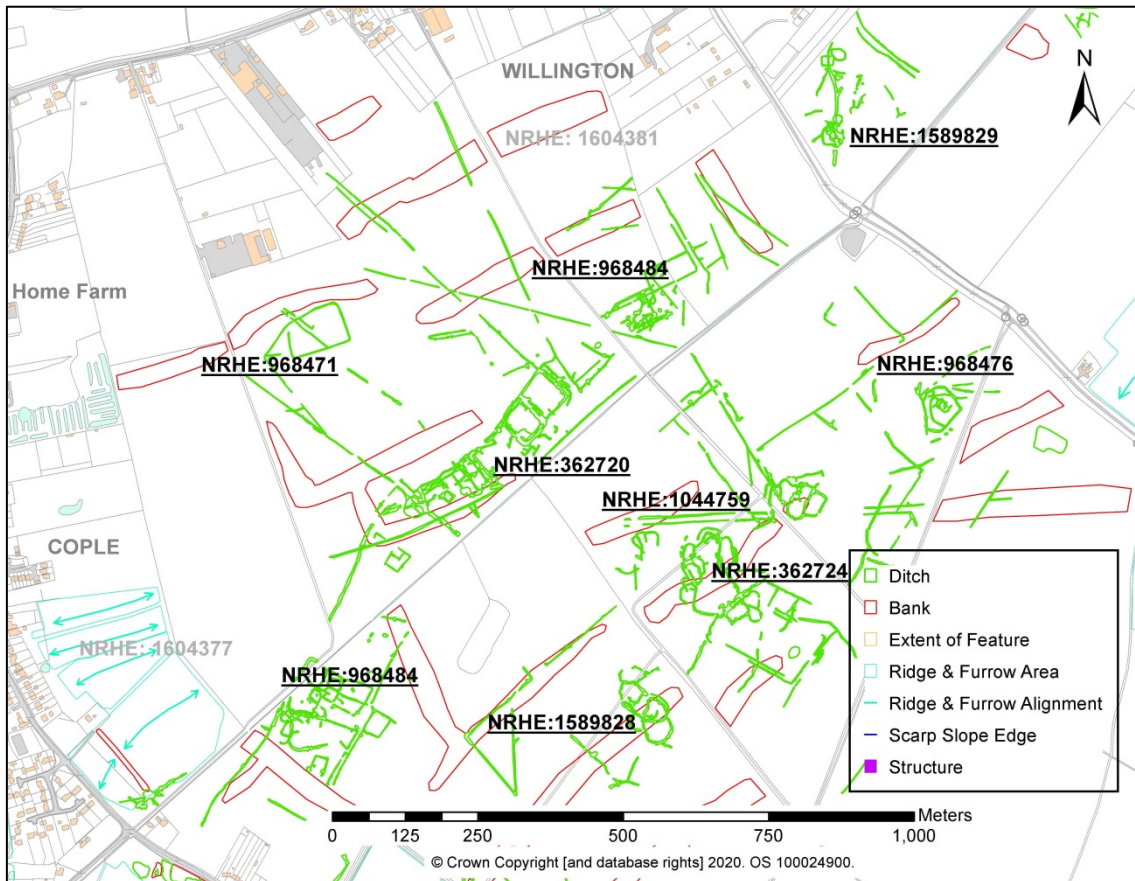 WILLINGTON
N
NRHE: 1604381
NRHE:1589829
NRHE:968484
Home Farm
NRHE:968471
NRHE:968476
NRHE:362720
NRHE:1044759
COPLE
NRHE:362724
NRHE: 1604377
NRHE:968484
NRHE:1589828
Ditch
Bank
Extent of Feature
Ridge & Furrow Area
Ridge & Furrow Alignment
Scarp Slope Edge
Structure
Meters
0 125 250 500 750 1,000
© Crown Copyright [and database rights] 2020. OS 100024900.